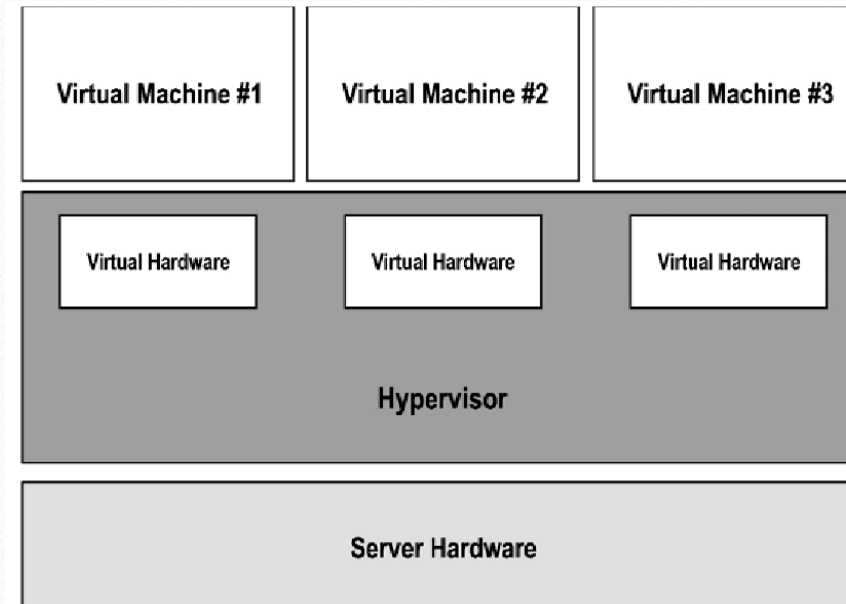 Virtual Machine #1
Virtual Machine #2
Virtual Machine #3
Virtual Hardware
Virtual Hardware
Virtual Hardware
Hypervisor
Server Hardware